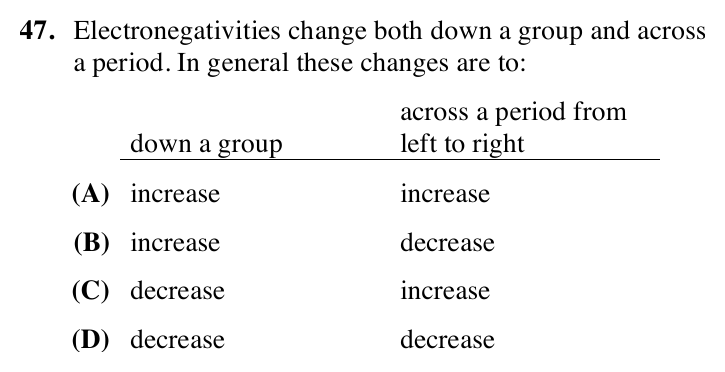 47. Electronegativities change both down a group and across
a period. In general these changes are to:
across a period from
down a group left to right
(A) increase increase
(B) increase decrease
(C) decrease increase
(D) decrease decrease